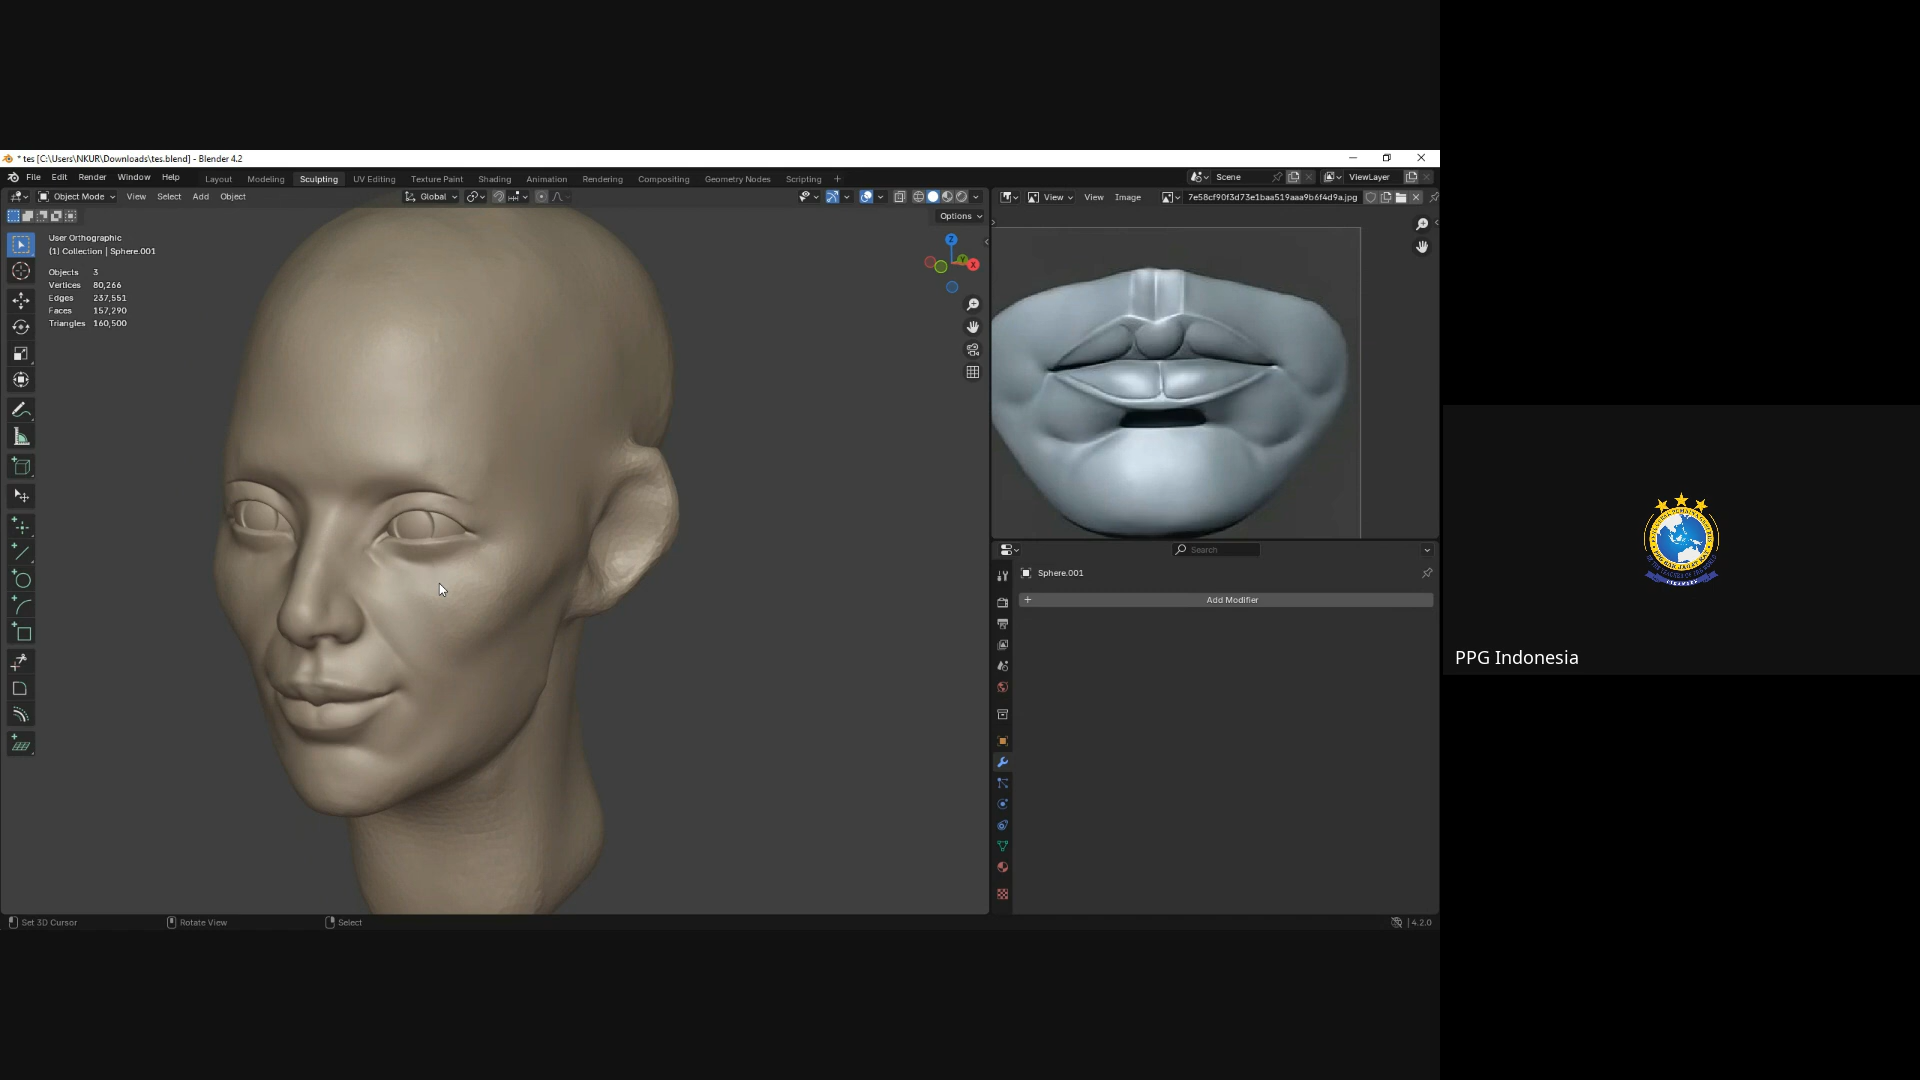 * tes [C:\Users\NKUR\Downloads\tes.blend] - Blender 4.2
File Edit Render Window Help Layout Modeling Sculpting UV Editing Texture Paint Shading Animation Rendering Compositing Geometry Nodes Scripting + Scene ViewLayer
Object Mode View Select Add Object Global View View Image 7e58cf90f3d73e1baa519aaa9b6f4d9a.jpg
Options
User Orthographic
(1) Collection | Sphere.001
Objects 3
Vertices 80,266
Edges 237,551
Faces 157,290
Triangles 160,500
Z
Y
X
Search
Sphere.001
+ Add Modifier
PPG Indonesia
Set 3D Cursor Rotate View Select 4.2.0